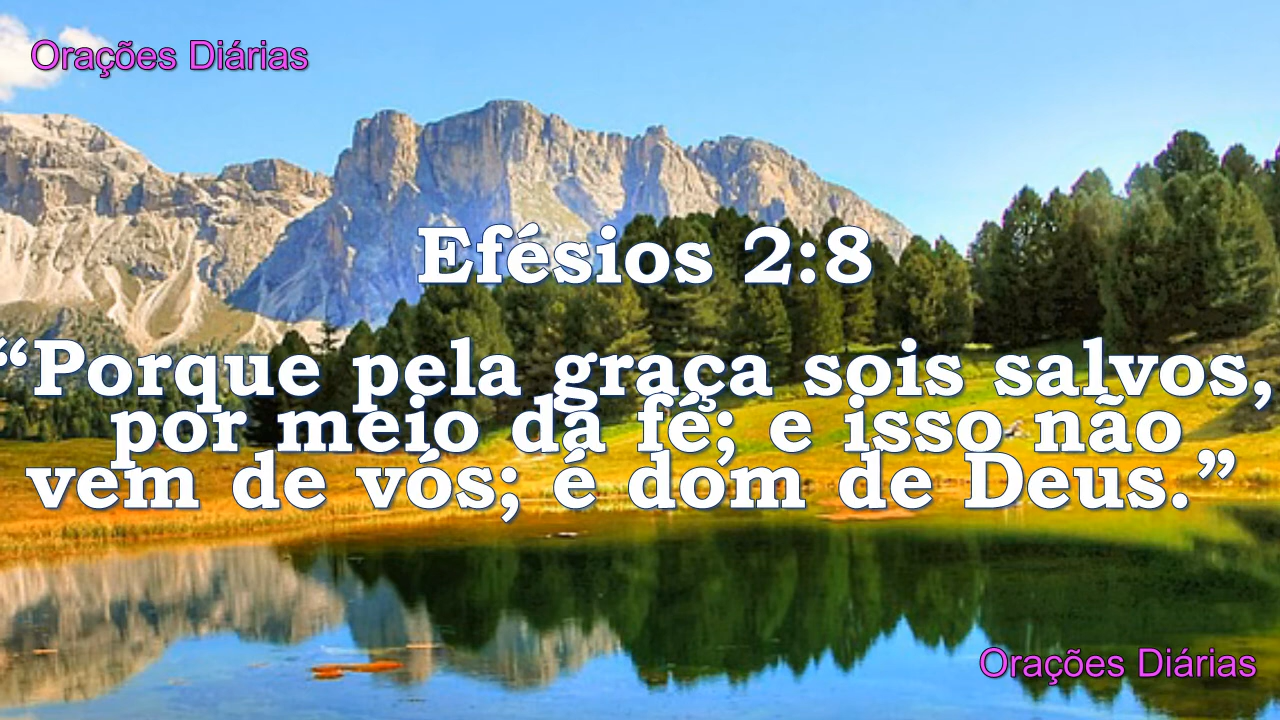 Orações Diárias
Efésios 2:8
“Porque pela graça sois salvos,
por meio da fé; e isso não
vem de vós; é dom de Deus.”
Orações Diárias